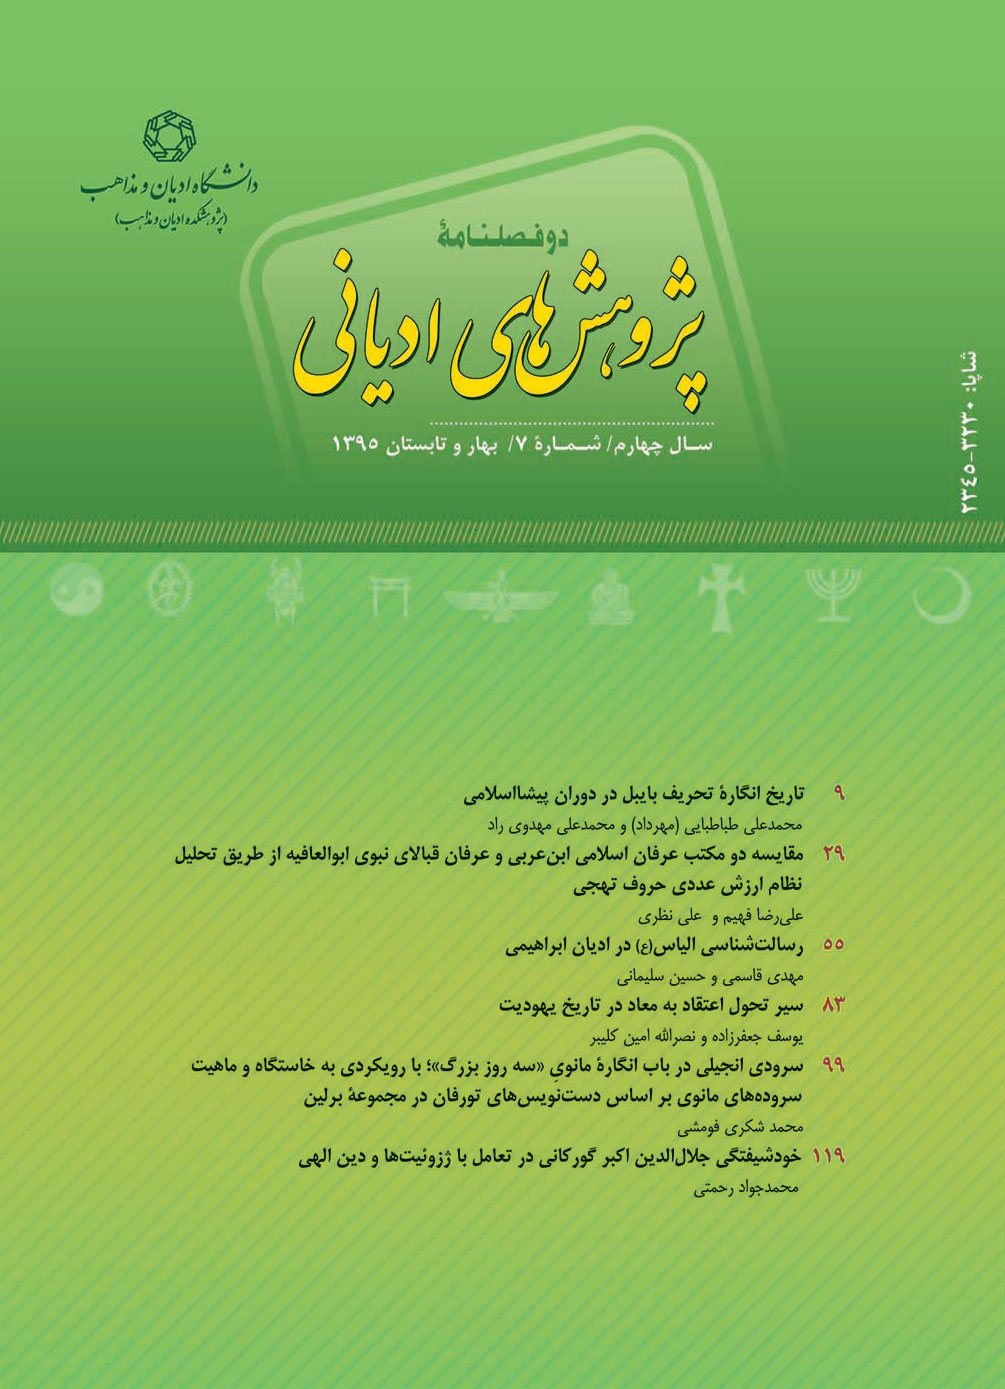 دانشگاه ادیان و مذاهب
(پژوهشکده ادیان و مذاهب)
دوفصلنامهٔ
پژوهش‌های ادیانی
سال چهارم/ شمارهٔ ۷/ بهار و تابستان ۱۳۹۵
شاپا: ۳۲۳۰-۲۳۴۵
۹ تاریخ انگارهٔ تحریف بایبل در دوران پیشااسلامی
محمدعلی طباطبایی (مهرداد) و محمدعلی مهدوی راد
۲۹ مقایسه دو مکتب عرفان اسلامی ابن‌عربی و عرفان قبالای نبوی ابوالعافیه از طریق تحلیل
نظام ارزش عددی حروف تهجی
علی‌رضا فهیم و علی نظری
۵۵ رسالت‌شناسی الیاس(ع) در ادیان ابراهیمی
مهدی قاسمی و حسین سلیمانی
۸۳ سیر تحول اعتقاد به معاد در تاریخ یهودیت
یوسف جعفرزاده و نصرالله امین کلیبر
۹۹ سرودی انجیلی در باب انگارهٔ مانویِ «سه روز بزرگ»؛ با رویکردی به خاستگاه و ماهیت
سروده‌های مانوی بر اساس دست‌نویس‌های تورفان در مجموعهٔ برلین
محمد شکری فومشی
۱۱۹ خودشیفتگی جلال‌الدین اکبر گورکانی در تعامل با ژزوئیت‌ها و دین الهی
محمدجواد رحمتی